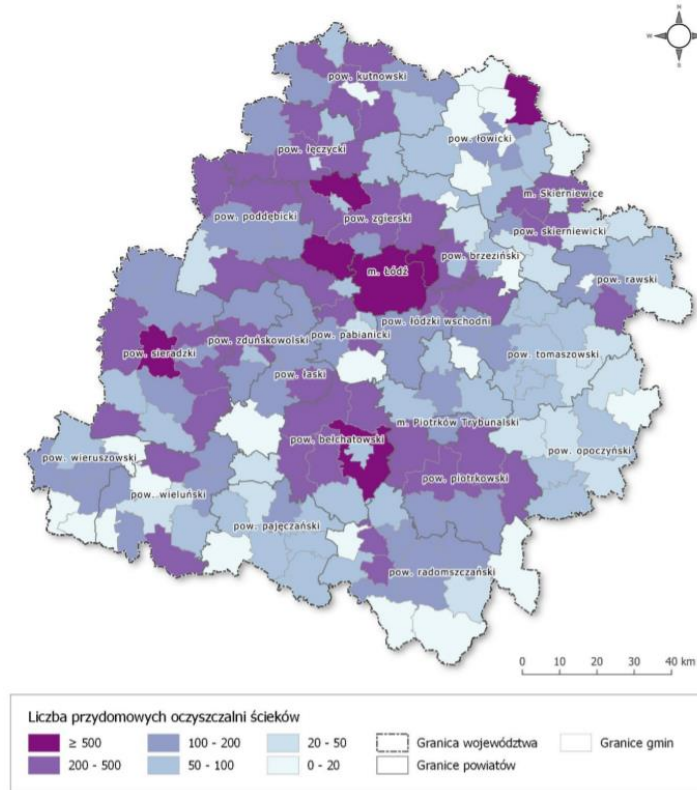 N
W E
S
pow. kutnowski
pow. łowicki
pow. łęczycki
m. Skierniewice
pow. poddębicki
pow. zgierski
pow. skierniewicki
pow. brzeziński
m. Łódź
pow. rawski
pow. łódzki wschodni
pow. pabianicki
pow. zduńskowolski
pow. sieradzki
pow. tomaszowski
pow. łaski
m. Piotrków Trybunalski
pow. bełchatowski
pow. opoczyński
pow. wieruszowski
pow. piotrkowski
pow. wieluński
pow. pajęczański
pow. radomszczański
0 10 20 30 40 km
Liczba przydomowych oczyszczalni ścieków
≥ 500 100 - 200 20 - 50 Granica województwa Granice gmin
200 - 500 50 - 100 0 - 20 Granice powiatów